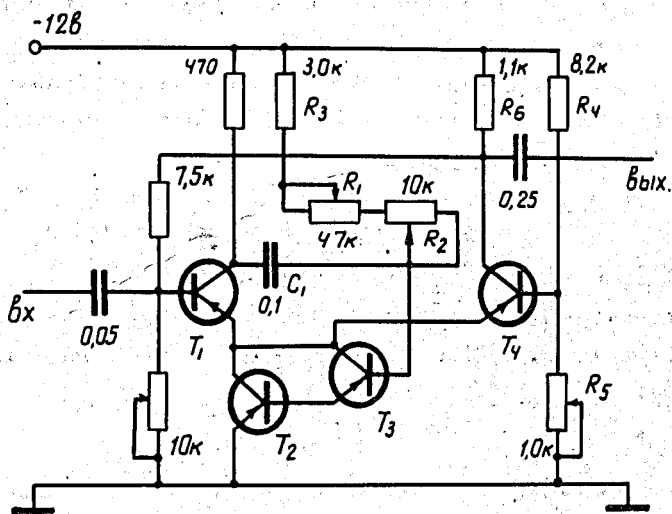 -12в
470
3,0к
R3
1,1к
R6
8,2к
R4
7,5к
R1
47к
10к
R2
0,25
вых.
вх
0,05
T1
C1
0,1
T4
T2
T3
10к
R5
1,0к